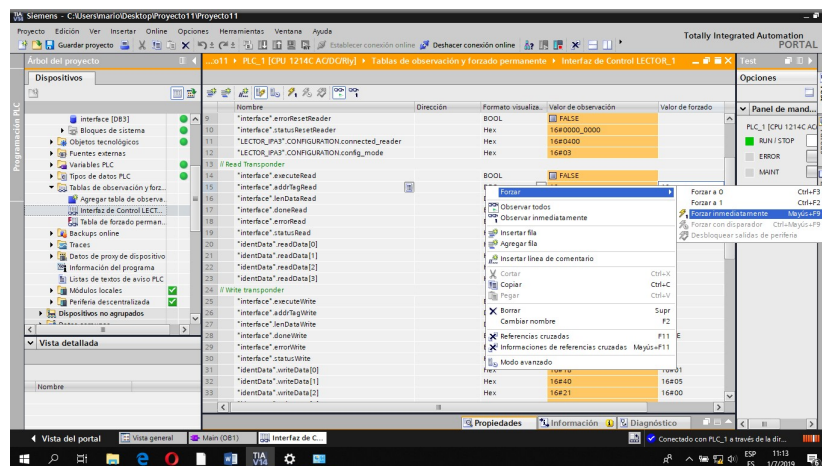 Siemens - C:\Users\mario\Desktop\Proyecto11\Proyecto11
Proyecto Edición Ver Insertar Online Opciones Herramientas Ventana Ayuda
Totally Integrated Automation
PORTAL
Guardar proyecto
Establecer conexión online
Deshacer conexión online
Árbol del proyecto
...o11 PLC_1 [CPU 1214C AC/DC/Rly] Tablas de observación y forzado permanente Interfaz de Control LECTOR_1
Test
Dispositivos
Opciones
Programación PLC
Nombre Dirección Formato visualiza.. Valor de observación Valor de forzado
Panel de mand...
interface [DB3]
Bloques de sistema
Objetos tecnológicos
Fuentes externas
Variables PLC
Tipos de datos PLC
Tablas de observación y forz..
Agregar tabla de observa..
Interfaz de Control LECT...
Tabla de forzado perman..
Backups online
Traces
Datos de proxy de dispositivo
Información del programa
Listas de textos de aviso PLC
Módulos locales
Periferia descentralizada
Dispositivos no agrupados
Vista detallada
Nombre
9 "interface".errorResetReader BOOL FALSE
10 "interface".statusResetReader Hex 16#0000_0000
11 "LECTOR_IPA3".CONFIGURATION.connected_reader Hex 16#0400
12 "LECTOR_IPA3".CONFIGURATION.config_mode Hex 16#03
13 // Read Transponder
14 "interface".executeRead BOOL FALSE
15 "interface".addrTagRead
16 "interface".lenDataRead
17 "interface".doneRead
18 "interface".errorRead
19 "interface".statusRead
20 "identData".readData[0]
21 "identData".readData[1]
22 "identData".readData[2]
23 "identData".readData[3]
24 // Write transponder
25 "interface".executeWrite
26 "interface".addrTagWrite
27 "interface".lenDataWrite
28 "interface".doneWrite
29 "interface".errorWrite
30 "interface".statusWrite
31 "identData".writeData[0] Hex 16#10 16#01
32 "identData".writeData[1] Hex 16#40 16#05
33 "identData".writeData[2] Hex 16#21 16#00
Forzar
Observar todos
Observar inmediatamente
Insertar fila
Agregar fila
Insertar línea de comentario
Cortar Ctrl+X
Copiar Ctrl+C
Pegar Ctrl+V
Borrar Supr
Cambiar nombre F2
Referencias cruzadas F11
Informaciones de referencias cruzadas Mayús+F11
Modo avanzado
Forzar a 0 Ctrl+F3
Forzar a 1 Ctrl+F2
Forzar inmediatamente Mayús+F9
Forzar con disparador Ctrl+Mayús+F9
Desbloquear salidas de periferia
PLC_1 [CPU 1214C AC/
RUN / STOP
ERROR
MAINT
Propiedades Información Diagnóstico
Vista del portal Vista general Main (OB1) Interfaz de C...
Conectado con PLC_1 a través de la dir...
TIA
V14
ESP
ES
11:13
1/7/2019